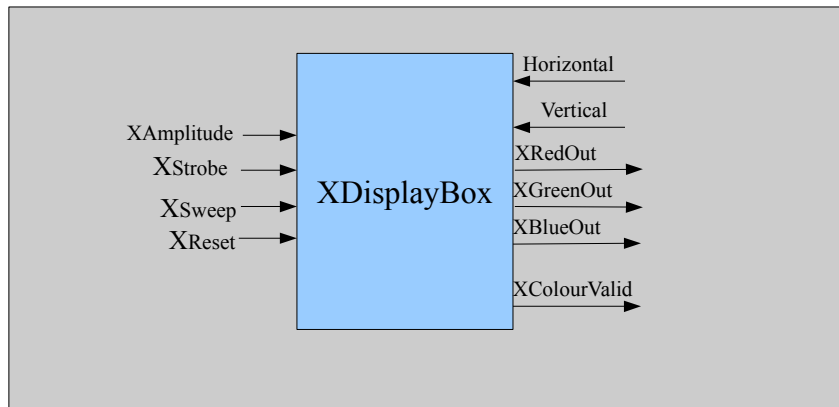 XAmplitude
XStrobe
XSweep
XReset
XDisplayBox
Horizontal
Vertical
XRedOut
XGreenOut
XBlueOut
XColourValid